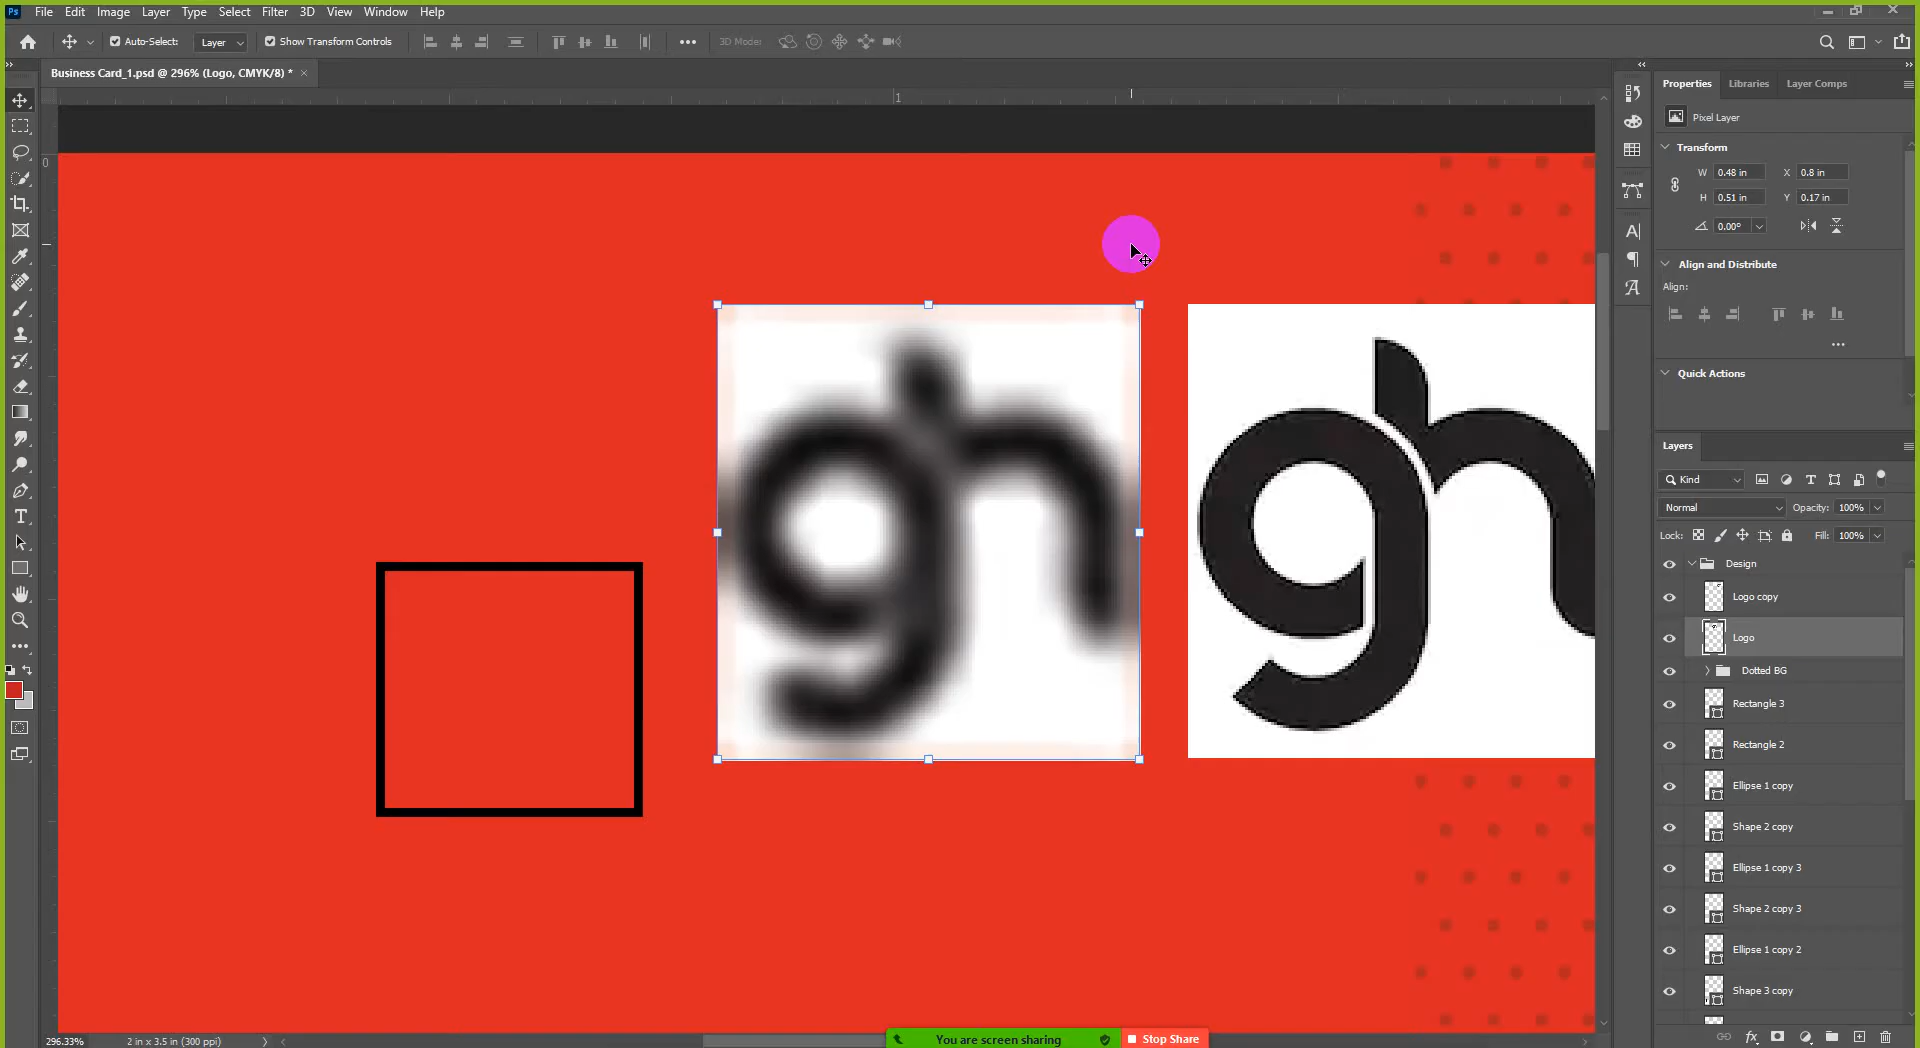 Ps File Edit Image Layer Type Select Filter 3D View Window Help
Auto-Select: Layer Show Transform Controls 3D Mode:
Business Card_1.psd @ 296% (Logo, CMYK/8) *
1
0
gh
gh
Properties Libraries Layer Comps
Pixel Layer
Transform
W 0.48 in X 0.8 in
H 0.51 in Y 0.17 in
0.00°
Align and Distribute
Align:
Quick Actions
Layers
Kind
Normal Opacity: 100%
Lock: Fill: 100%
Design
Logo copy
Logo
Dotted BG
Rectangle 3
Rectangle 2
Ellipse 1 copy
Shape 2 copy
Ellipse 1 copy 3
Shape 2 copy 3
Ellipse 1 copy 2
Shape 3 copy
296.33% 2 in x 3.5 in (300 ppi)
You are screen sharing Stop Share